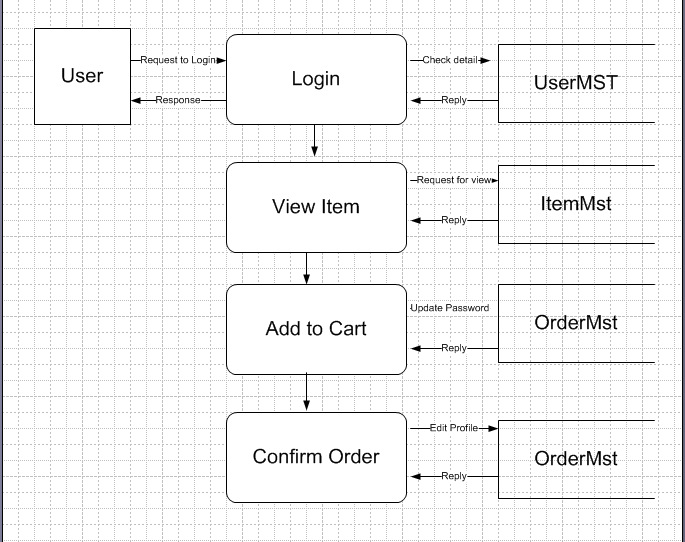 User
Request to Login
Response
Login
Check detail
Reply
UserMST
View Item
Request for view
Reply
ItemMst
Add to Cart
Update Password
Reply
OrderMst
Confirm Order
Edit Profile
Reply
OrderMst